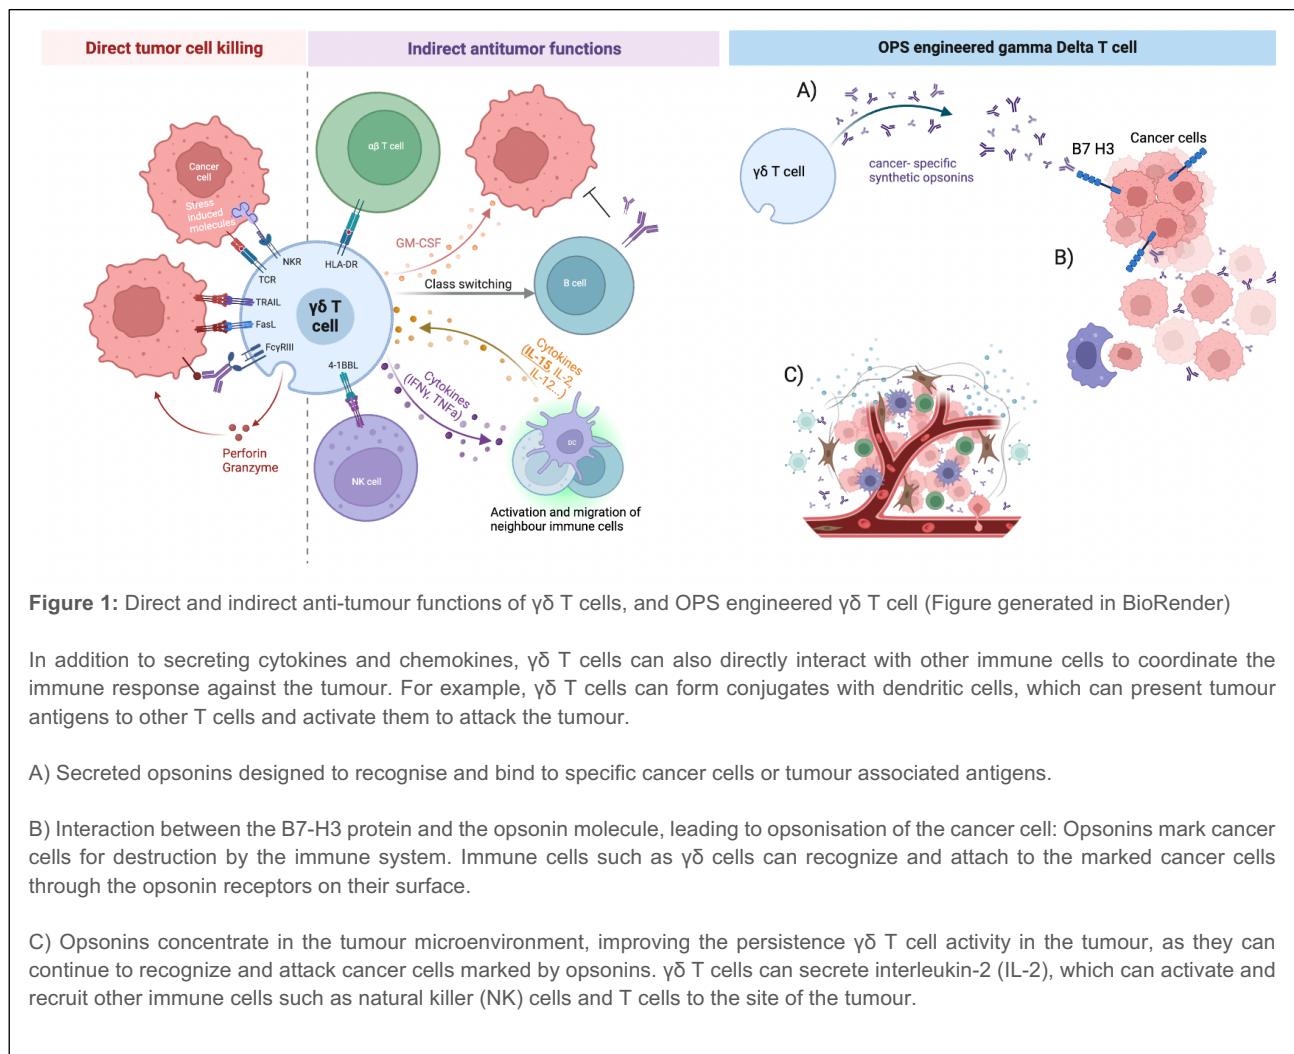 Direct tumor cell killing
Indirect antitumor functions
OPS engineered gamma Delta T cell
Cancer
cell
Stress
induced
molecules
NKR
TCR
TRAIL
FasL
FcγRIII
γδ T
cell
HLA-DR
4-1BBL
Perforin
Granzyme
αβ T cell
GM-CSF
Class switching
B cell
Cytokines
(IL-15, IL-2,
IL-12...)
Cytokines
(IFNγ, TNFa)
NK cell
DC
Activation and migration of
neighbour immune cells
A)
γδ T cell
cancer- specific
synthetic opsonins
B7 H3
Cancer cells
B)
C)
Figure 1: Direct and indirect anti-tumour functions of γδ T cells, and OPS engineered γδ T cell (Figure generated in BioRender)
In addition to secreting cytokines and chemokines, γδ T cells can also directly interact with other immune cells to coordinate the
immune response against the tumour. For example, γδ T cells can form conjugates with dendritic cells, which can present tumour
antigens to other T cells and activate them to attack the tumour.
A) Secreted opsonins designed to recognise and bind to specific cancer cells or tumour associated antigens.
B) Interaction between the B7-H3 protein and the opsonin molecule, leading to opsonisation of the cancer cell: Opsonins mark cancer
cells for destruction by the immune system. Immune cells such as γδ cells can recognize and attach to the marked cancer cells
through the opsonin receptors on their surface.
C) Opsonins concentrate in the tumour microenvironment, improving the persistence γδ T cell activity in the tumour, as they can
continue to recognize and attack cancer cells marked by opsonins. γδ T cells can secrete interleukin-2 (IL-2), which can activate and
recruit other immune cells such as natural killer (NK) cells and T cells to the site of the tumour.